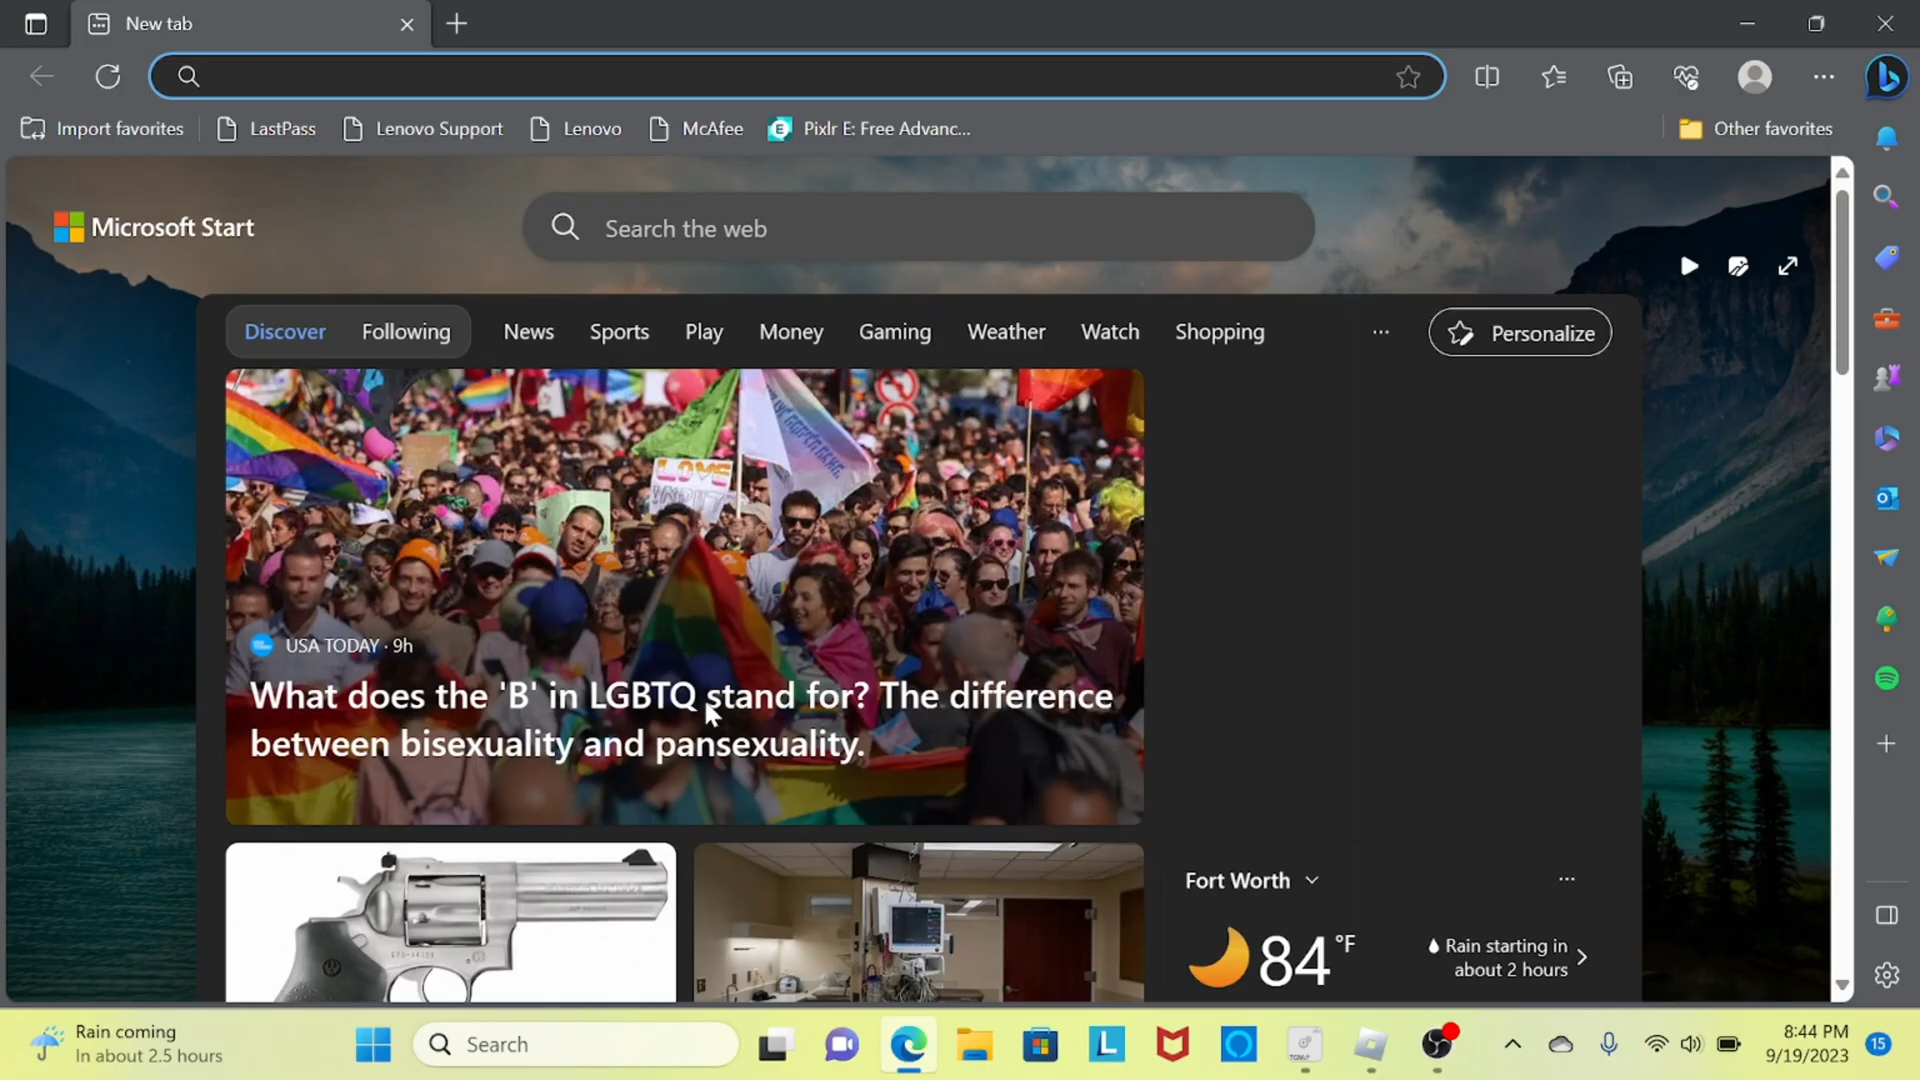 New tab
Import favorites
LastPass
Lenovo Support
Lenovo
McAfee
Pixlr E: Free Advanc...
Other favorites
Microsoft Start
Search the web
Discover
Following
News
Sports
Play
Money
Gaming
Weather
Watch
Shopping
Personalize
LOVE
USA TODAY · 9h
What does the 'B' in LGBTQ stand for? The difference
between bisexuality and pansexuality.
Fort Worth
84 °F
Rain starting in
about 2 hours
Rain coming
In about 2.5 hours
Search
8:44 PM
9/19/2023
15